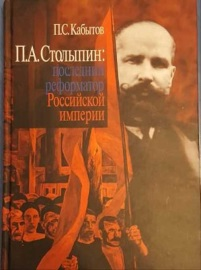 П.С.Кабытов
П.А.Столыпин:
последний
реформатор
Российской
империи